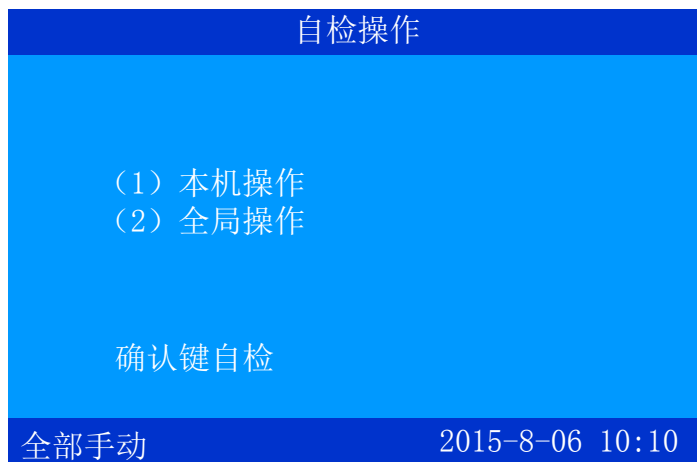 自检操作
（1）本机操作
（2）全局操作
确认键自检
全部手动 2015-8-06 10:10